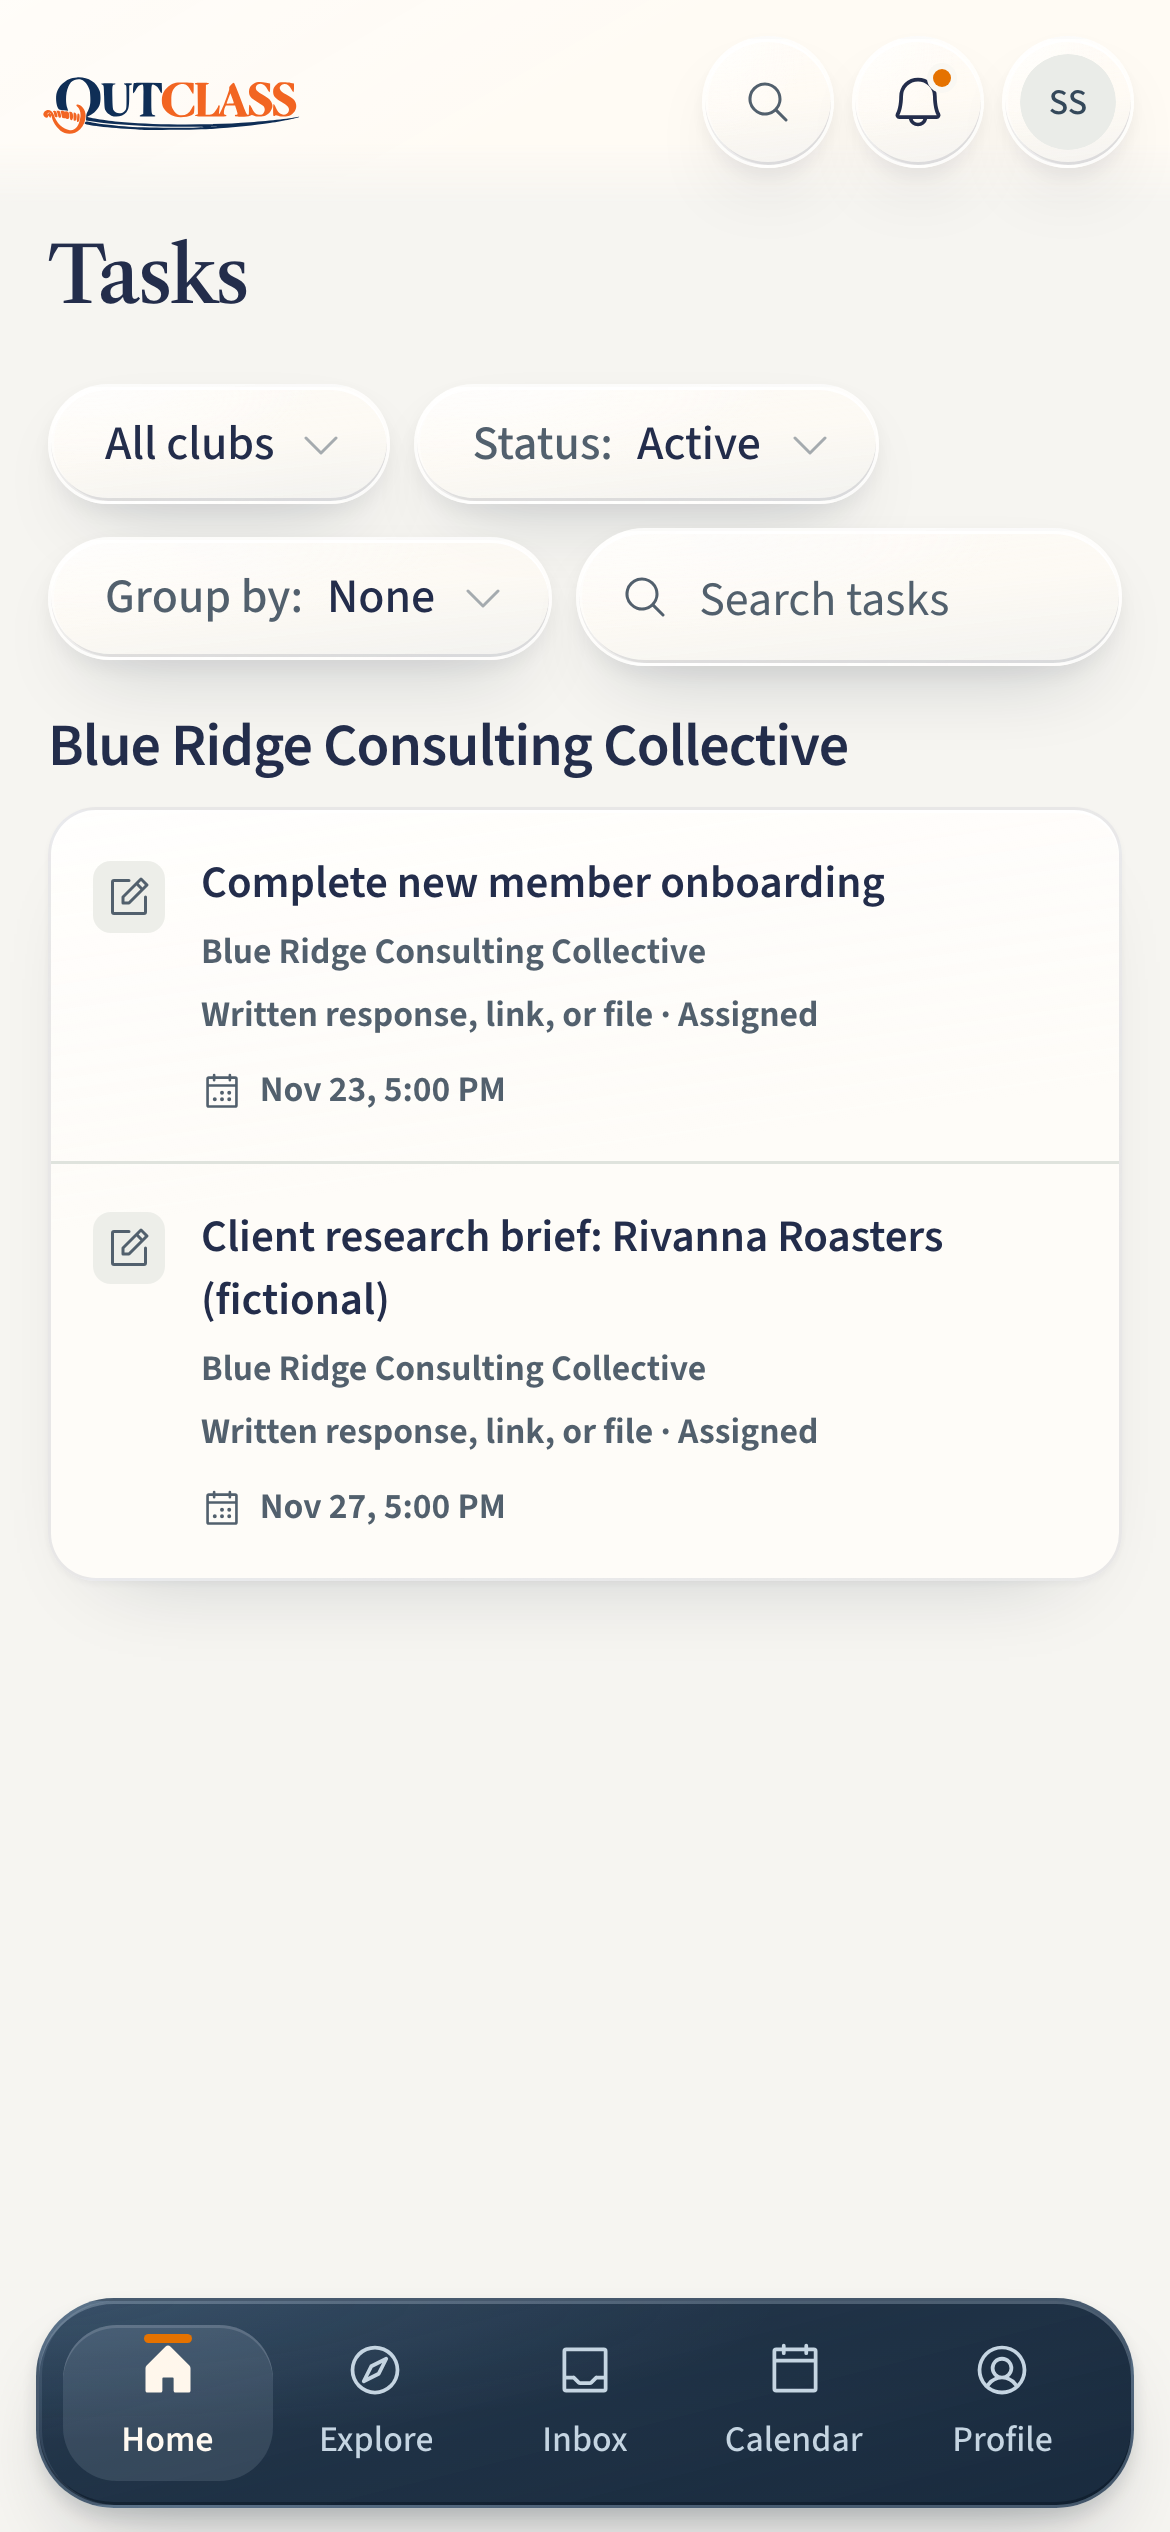 OUTCLASS
SS
Tasks
All clubs
Status: Active
Group by: None
Search tasks
Blue Ridge Consulting Collective
Complete new member onboarding
Blue Ridge Consulting Collective
Written response, link, or file · Assigned
Nov 23, 5:00 PM
Client research brief: Rivanna Roasters
(fictional)
Blue Ridge Consulting Collective
Written response, link, or file · Assigned
Nov 27, 5:00 PM
Home
Explore
Inbox
Calendar
Profile